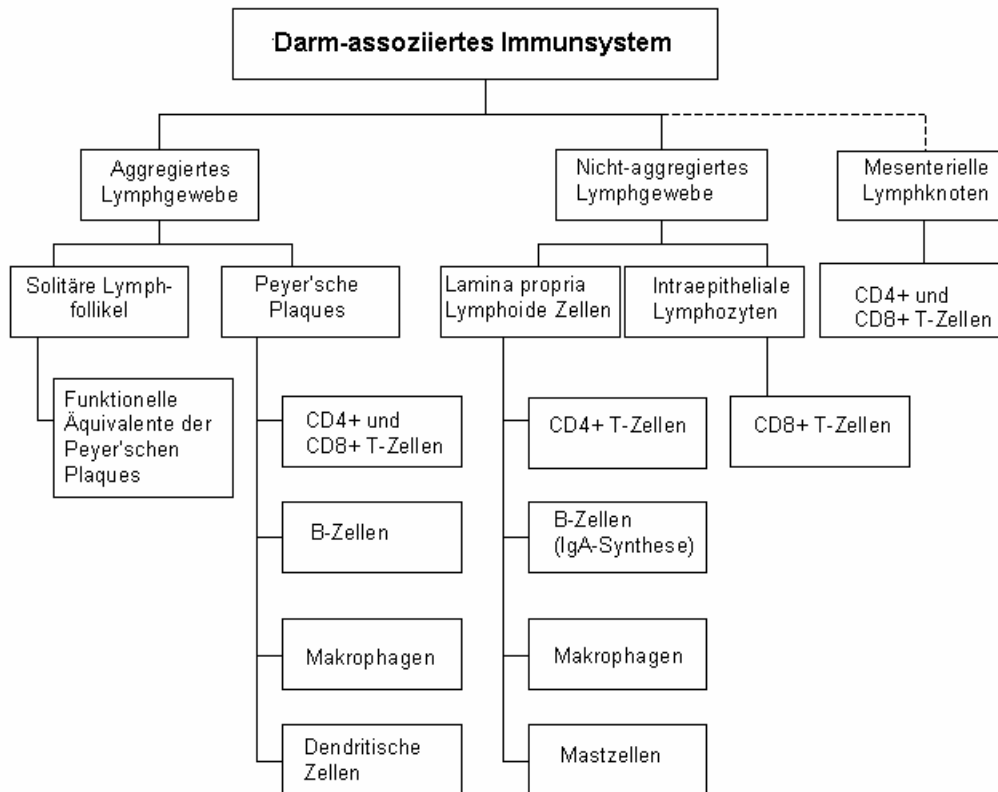 Darm-assoziiertes Immunsystem
Aggregiertes
Lymphgewebe
Nicht-aggregiertes
Lymphgewebe
Mesenterielle
Lymphknoten
Solitäre Lymph-
follikel
Peyer'sche
Plaques
Lamina propria
Lymphoide Zellen
Intraepitheliale
Lymphozyten
CD4+ und
CD8+ T-Zellen
Funktionelle
Äquivalente der
Peyer'schen
Plaques
CD4+ und
CD8+ T-Zellen
CD4+ T-Zellen
CD8+ T-Zellen
B-Zellen
B-Zellen
(IgA-Synthese)
Makrophagen
Makrophagen
Dendritische
Zellen
Mastzellen